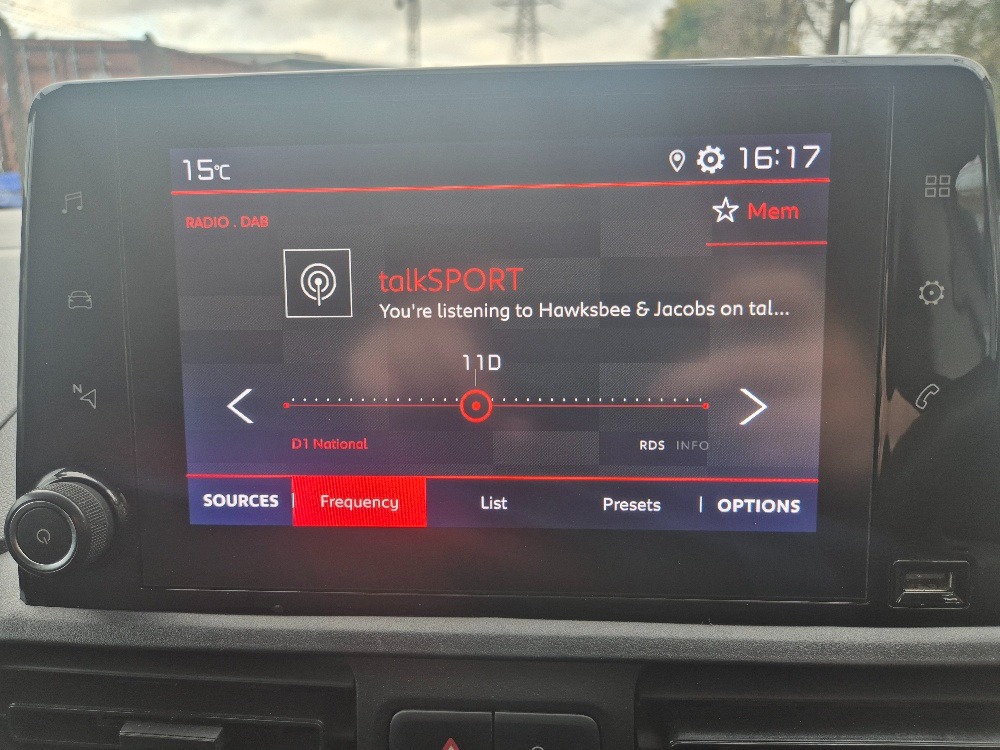 15°C
16:17
RADIO . DAB
Mem
talkSPORT
You're listening to Hawksbee & Jacobs on tal...
11D
N
D1 National
RDS INFO
SOURCES | Frequency List Presets | OPTIONS